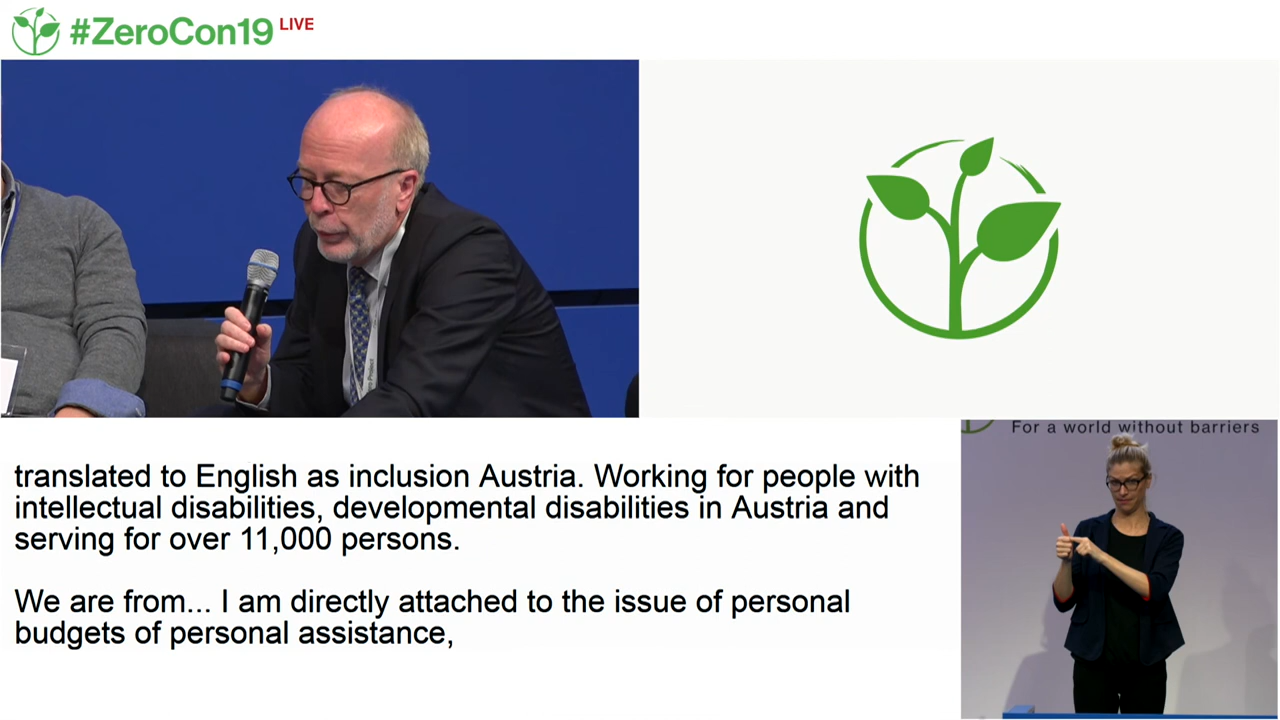 #ZeroCon19 LIVE
For a world without barriers
translated to English as inclusion Austria. Working for people with
intellectual disabilities, developmental disabilities in Austria and
serving for over 11,000 persons.
We are from... I am directly attached to the issue of personal
budgets of personal assistance,